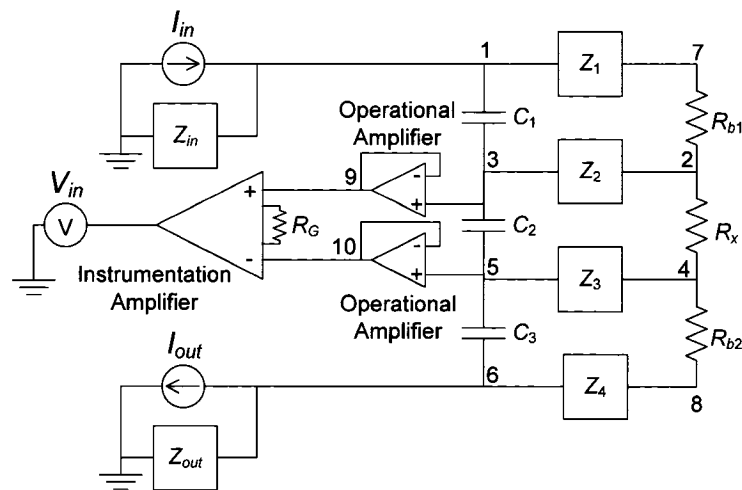 I_in
1
Z_1
7
Z_in
Operational
Amplifier
C_1
R_b1
9
-
+
3
Z_2
2
V_in
V
+
-
R_G
C_2
R_x
10
-
+
5
Z_3
4
Instrumentation
Amplifier
Operational
Amplifier
C_3
R_b2
I_out
6
Z_4
8
Z_out